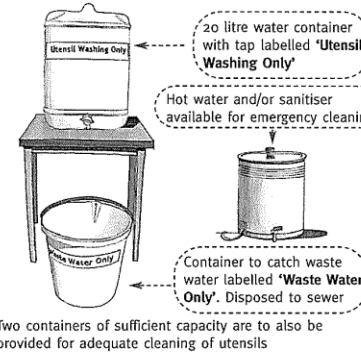 Utensil Washing Only
20 litre water container
with tap labelled 'Utensil
Washing Only'
Hot water and/or sanitiser
available for emergency cleanin
Waste Water Only
Container to catch waste
water labelled 'Waste Water
Only'. Disposed to sewer
Two containers of sufficient capacity are to also be
provided for adequate cleaning of utensils